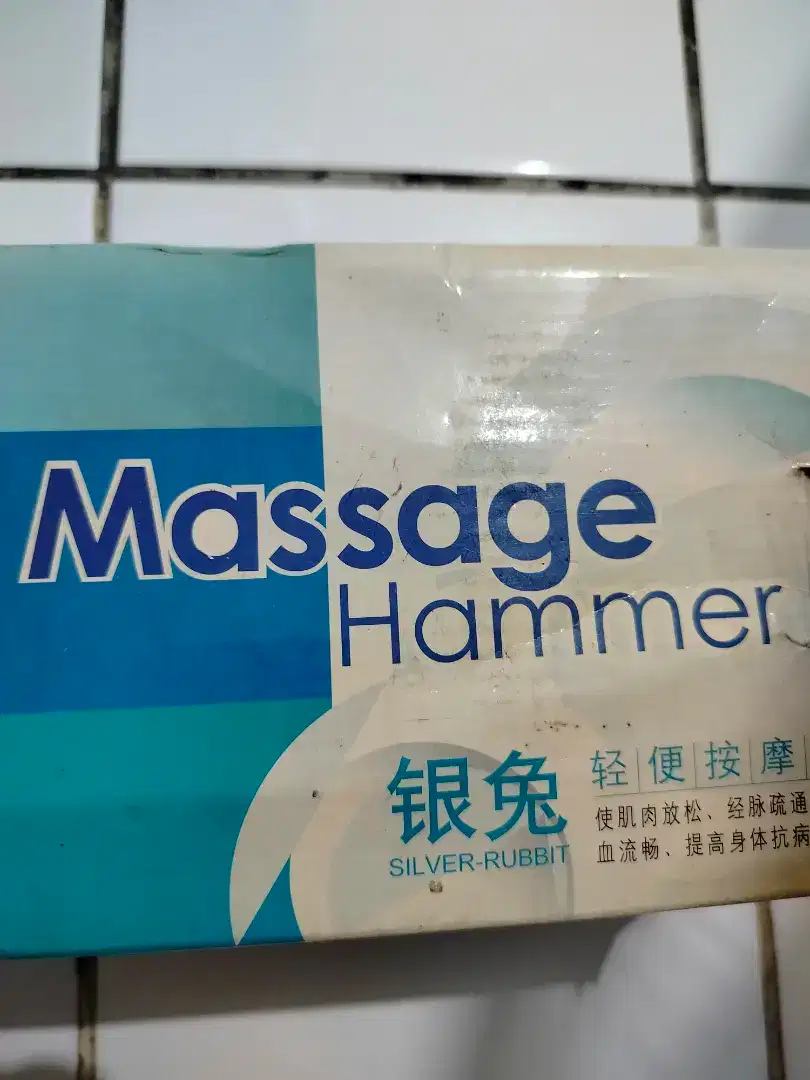 Massage
Hammer
银兔
SILVER-RUBBIT
轻便按摩
使肌肉放松、经脉疏通
血流畅、提高身体抗病